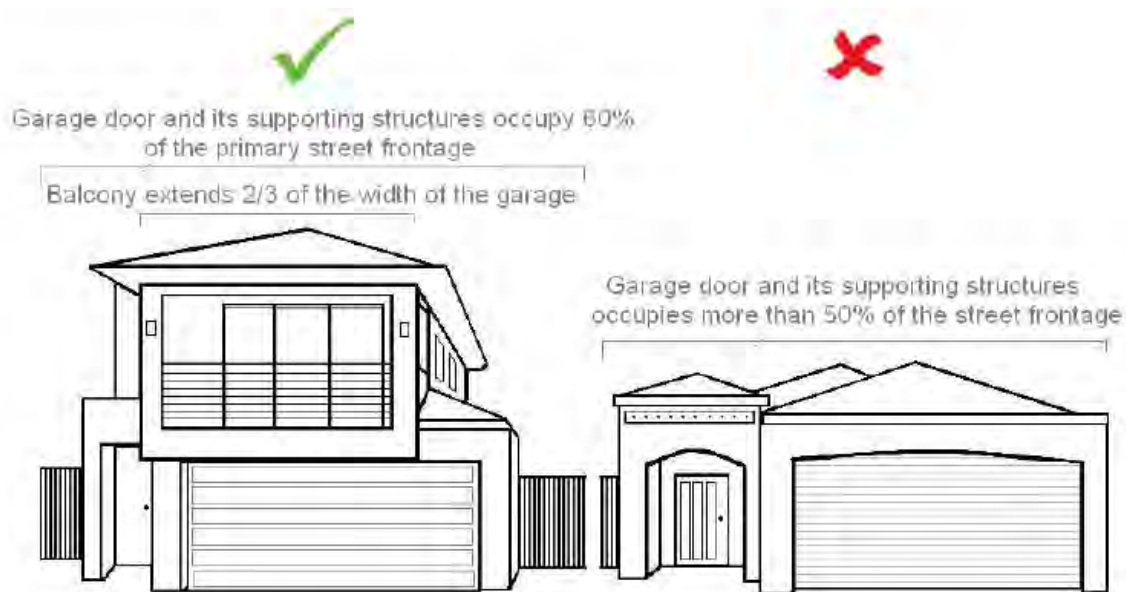 Garage door and its supporting structures occupy 60%
of the primary street frontage
Balcony extends 2/3 of the width of the garage
Garage door and its supporting structures
occupies more than 50% of the street frontage